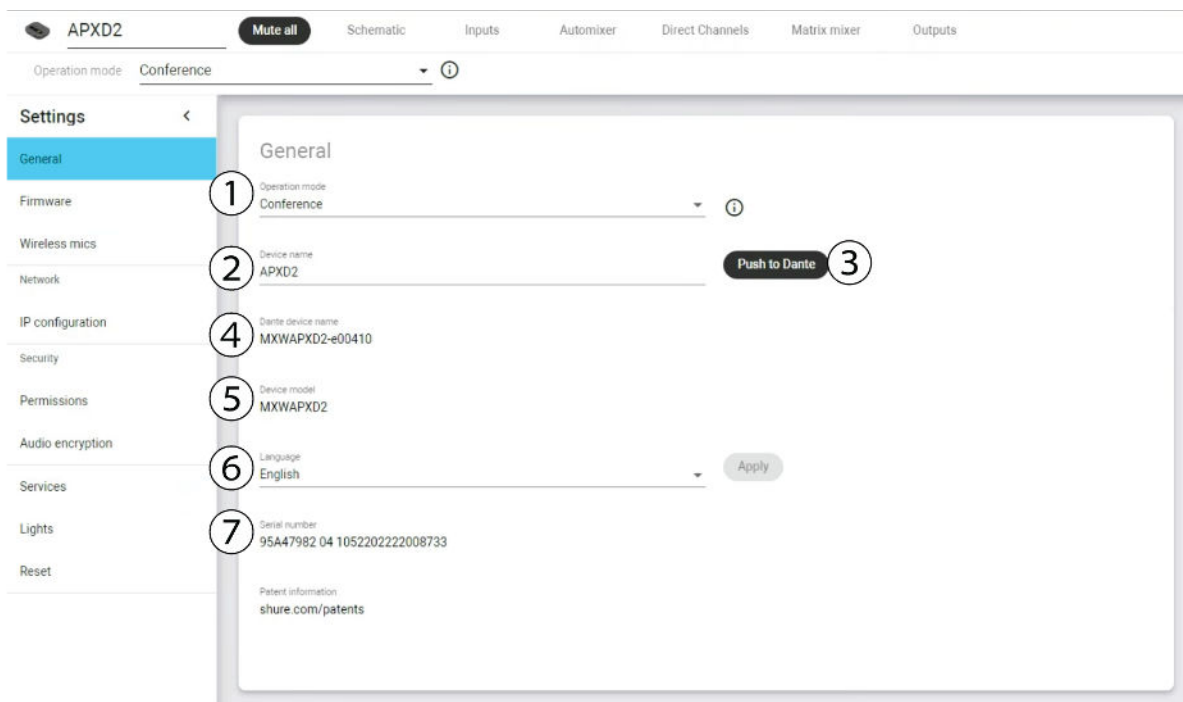 APXD2 Mute all Schematic Inputs Automixer Direct Channels Matrix mixer Outputs
Operation mode Conference
Settings
General
Firmware
Wireless mics
Network
IP configuration
Security
Permissions
Audio encryption
Services
Lights
Reset
General
1 Operation mode
Conference
2 Device name
APXD2
Push to Dante 3
4 Dante device name
MXWAPXD2-e00410
5 Device model
MXWAPXD2
6 Language
English
Apply
7 Serial number
95A47982 04 1052202222008733
Patent information
shure.com/patents